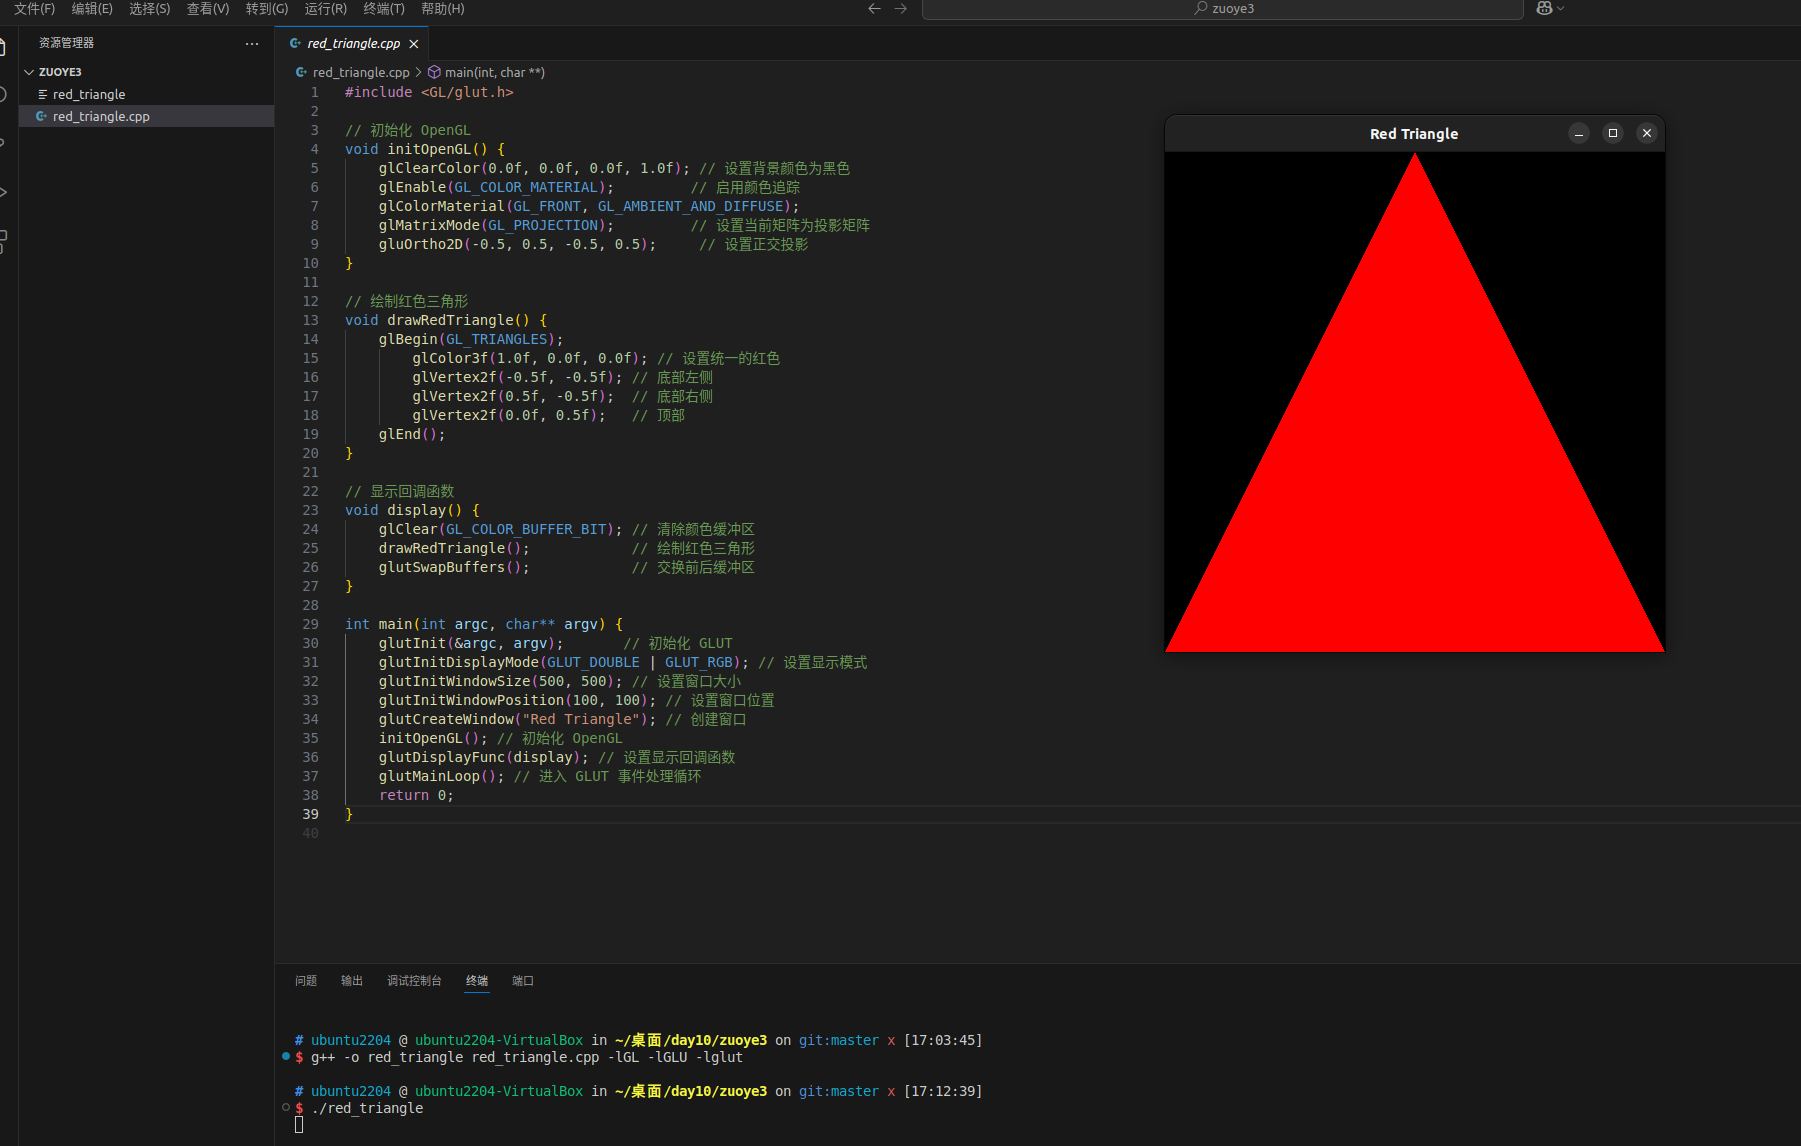 文件(F) 编辑(E) 选择(S) 查看(V) 转到(G) 运行(R) 终端(T) 帮助(H)
zuoye3
资源管理器 ···
ZUOYE3
red_triangle
red_triangle.cpp
red_triangle.cpp
red_triangle.cpp > main(int, char **)
1 #include <GL/glut.h>
2
3 // 初始化 OpenGL
4 void initOpenGL() {
5     glClearColor(0.0f, 0.0f, 0.0f, 1.0f); // 设置背景颜色为黑色
6     glEnable(GL_COLOR_MATERIAL);         // 启用颜色追踪
7     glColorMaterial(GL_FRONT, GL_AMBIENT_AND_DIFFUSE);
8     glMatrixMode(GL_PROJECTION);         // 设置当前矩阵为投影矩阵
9     gluOrtho2D(-0.5, 0.5, -0.5, 0.5);     // 设置正交投影
10 }
11
12 // 绘制红色三角形
13 void drawRedTriangle() {
14     glBegin(GL_TRIANGLES);
15         glColor3f(1.0f, 0.0f, 0.0f); // 设置统一的红色
16         glVertex2f(-0.5f, -0.5f); // 底部左侧
17         glVertex2f(0.5f, -0.5f);  // 底部右侧
18         glVertex2f(0.0f, 0.5f);   // 顶部
19     glEnd();
20 }
21
22 // 显示回调函数
23 void display() {
24     glClear(GL_COLOR_BUFFER_BIT); // 清除颜色缓冲区
25     drawRedTriangle();            // 绘制红色三角形
26     glutSwapBuffers();            // 交换前后缓冲区
27 }
28
29 int main(int argc, char** argv) {
30     glutInit(&argc, argv);       // 初始化 GLUT
31     glutInitDisplayMode(GLUT_DOUBLE | GLUT_RGB); // 设置显示模式
32     glutInitWindowSize(500, 500); // 设置窗口大小
33     glutInitWindowPosition(100, 100); // 设置窗口位置
34     glutCreateWindow("Red Triangle"); // 创建窗口
35     initOpenGL(); // 初始化 OpenGL
36     glutDisplayFunc(display); // 设置显示回调函数
37     glutMainLoop(); // 进入 GLUT 事件处理循环
38     return 0;
39 }
40
Red Triangle
问题 输出 调试控制台 终端 端口
# ubuntu2204 @ ubuntu2204-VirtualBox in ~/桌面/day10/zuoye3 on git:master x [17:03:45]
$ g++ -o red_triangle red_triangle.cpp -lGL -lGLU -lglut
# ubuntu2204 @ ubuntu2204-VirtualBox in ~/桌面/day10/zuoye3 on git:master x [17:12:39]
$ ./red_triangle